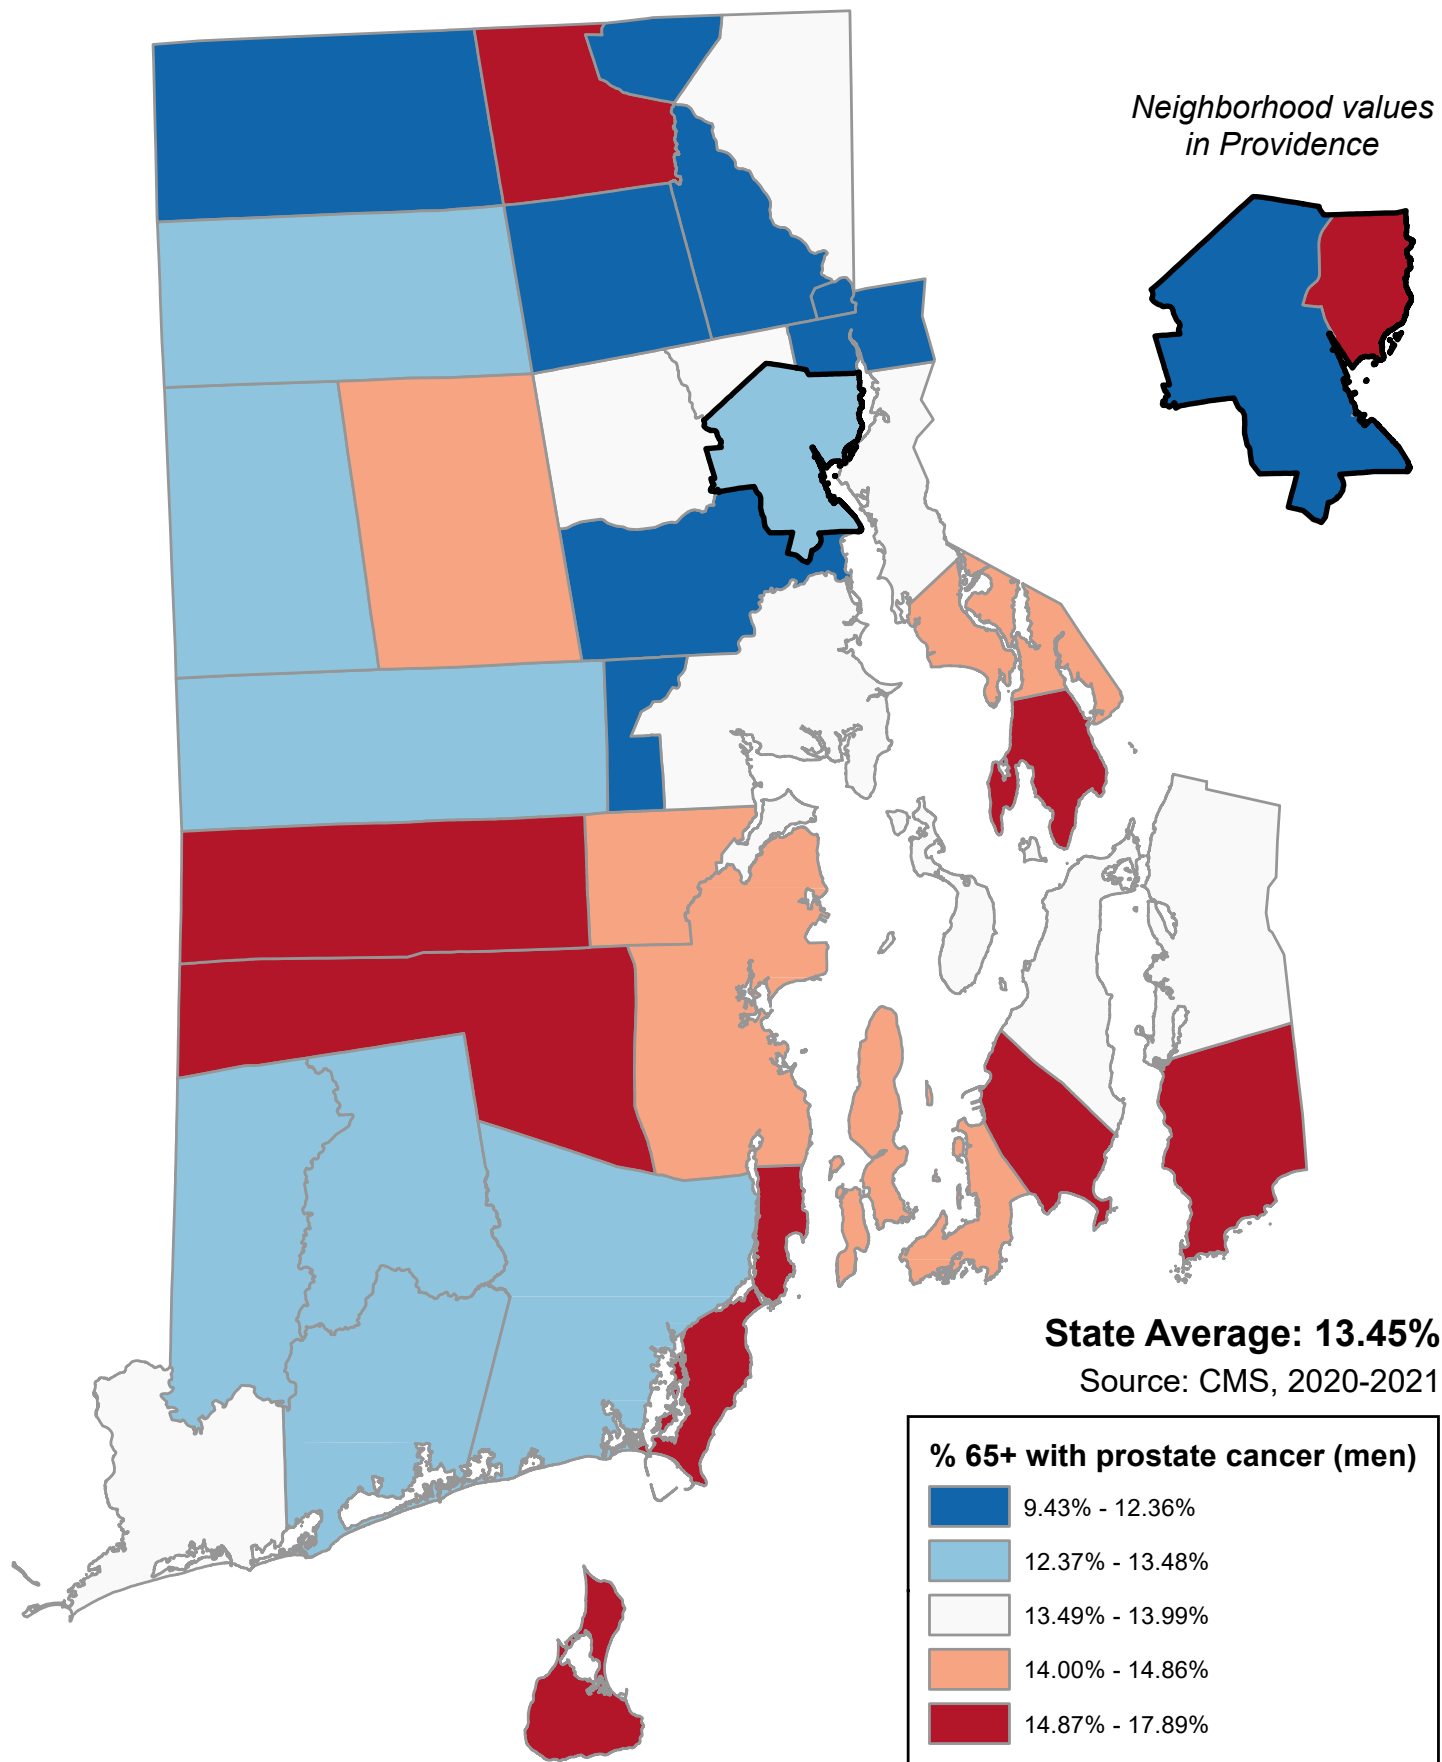 Neighborhood values
in Providence
State Average: 13.45%
Source: CMS, 2020-2021
% 65+ with prostate cancer (men)
9.43% - 12.36%
12.37% - 13.48%
13.49% - 13.99%
14.00% - 14.86%
14.87% - 17.89%